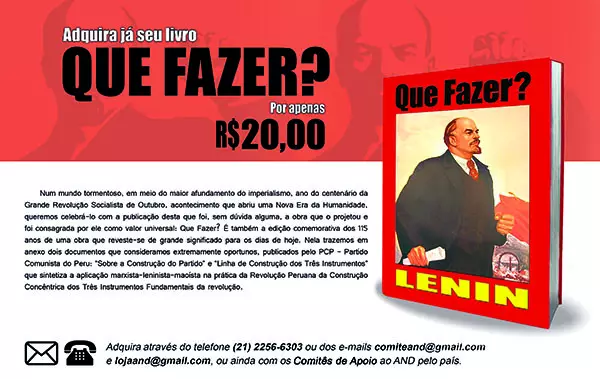 Adquira já seu livro
QUE FAZER?
Por apenas
R$20,00
Que Fazer?
LENIN
Num mundo tormentoso, em meio do maior afundamento do imperialismo, ano do centenário da
Grande Revolução Socialista de Outubro, acontecimento que abriu uma Nova Era da Humanidade,
queremos celebrá-lo com a publicação desta que foi, sem dúvida alguma, a obra que o projetou e
foi consagrada por ele como valor universal: Que Fazer? É também a edição comemorativa dos 115
anos de uma obra que reveste-se de grande significado para os dias de hoje. Nela trazemos em
anexo dois documentos que consideramos extremamente oportunos, publicados pelo PCP - Partido
Comunista do Peru: "Sobre a Construção do Partido" e "Linha de Construção dos Três Instrumentos"
que sintetiza a aplicação marxista-leninista-maoísta na prática da Revolução Peruana da Construção
Concêntrica dos Três Instrumentos Fundamentais da revolução.
Adquira através do telefone (21) 2256-6303 ou dos e-mails comiteand@gmail.com
e lojaand@gmail.com, ou ainda com os Comitês de Apoio ao AND pelo país.